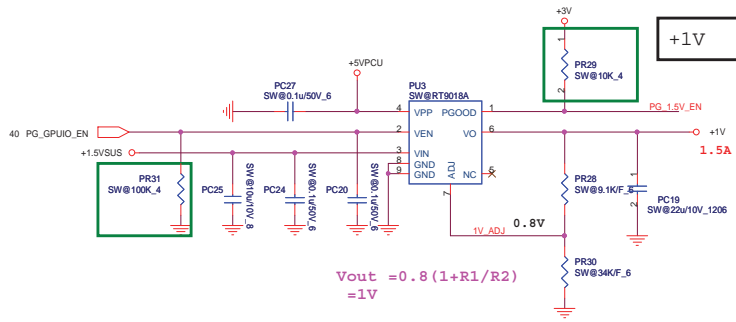 +3V
+1V
1
PR29
SW@10K_4
2
+5VPCU
PC27
SW@0.1u/50V_6
PU3
SW@RT9018A
4 VPP PGOOD 1
PG_1.5V_EN
40 PG_GPUIO_EN
2 VEN VO 6
+1V
1.5A
+1.5VSUS
3 VIN
8 GND
9 GND
ADJ
NC 5
7
PR31
SW@100K_4
PC25
SW@10u/10V_8
PC24
SW@0.1u/50V_6
PC20
SW@0.1u/50V_6
PR28
SW@9.1K/F_6
1
2
PC19
SW@22u/10V_1206
0.8V
1V_ADJ
PR30
SW@34K/F_6
Vout =0.8(1+R1/R2)
=1V